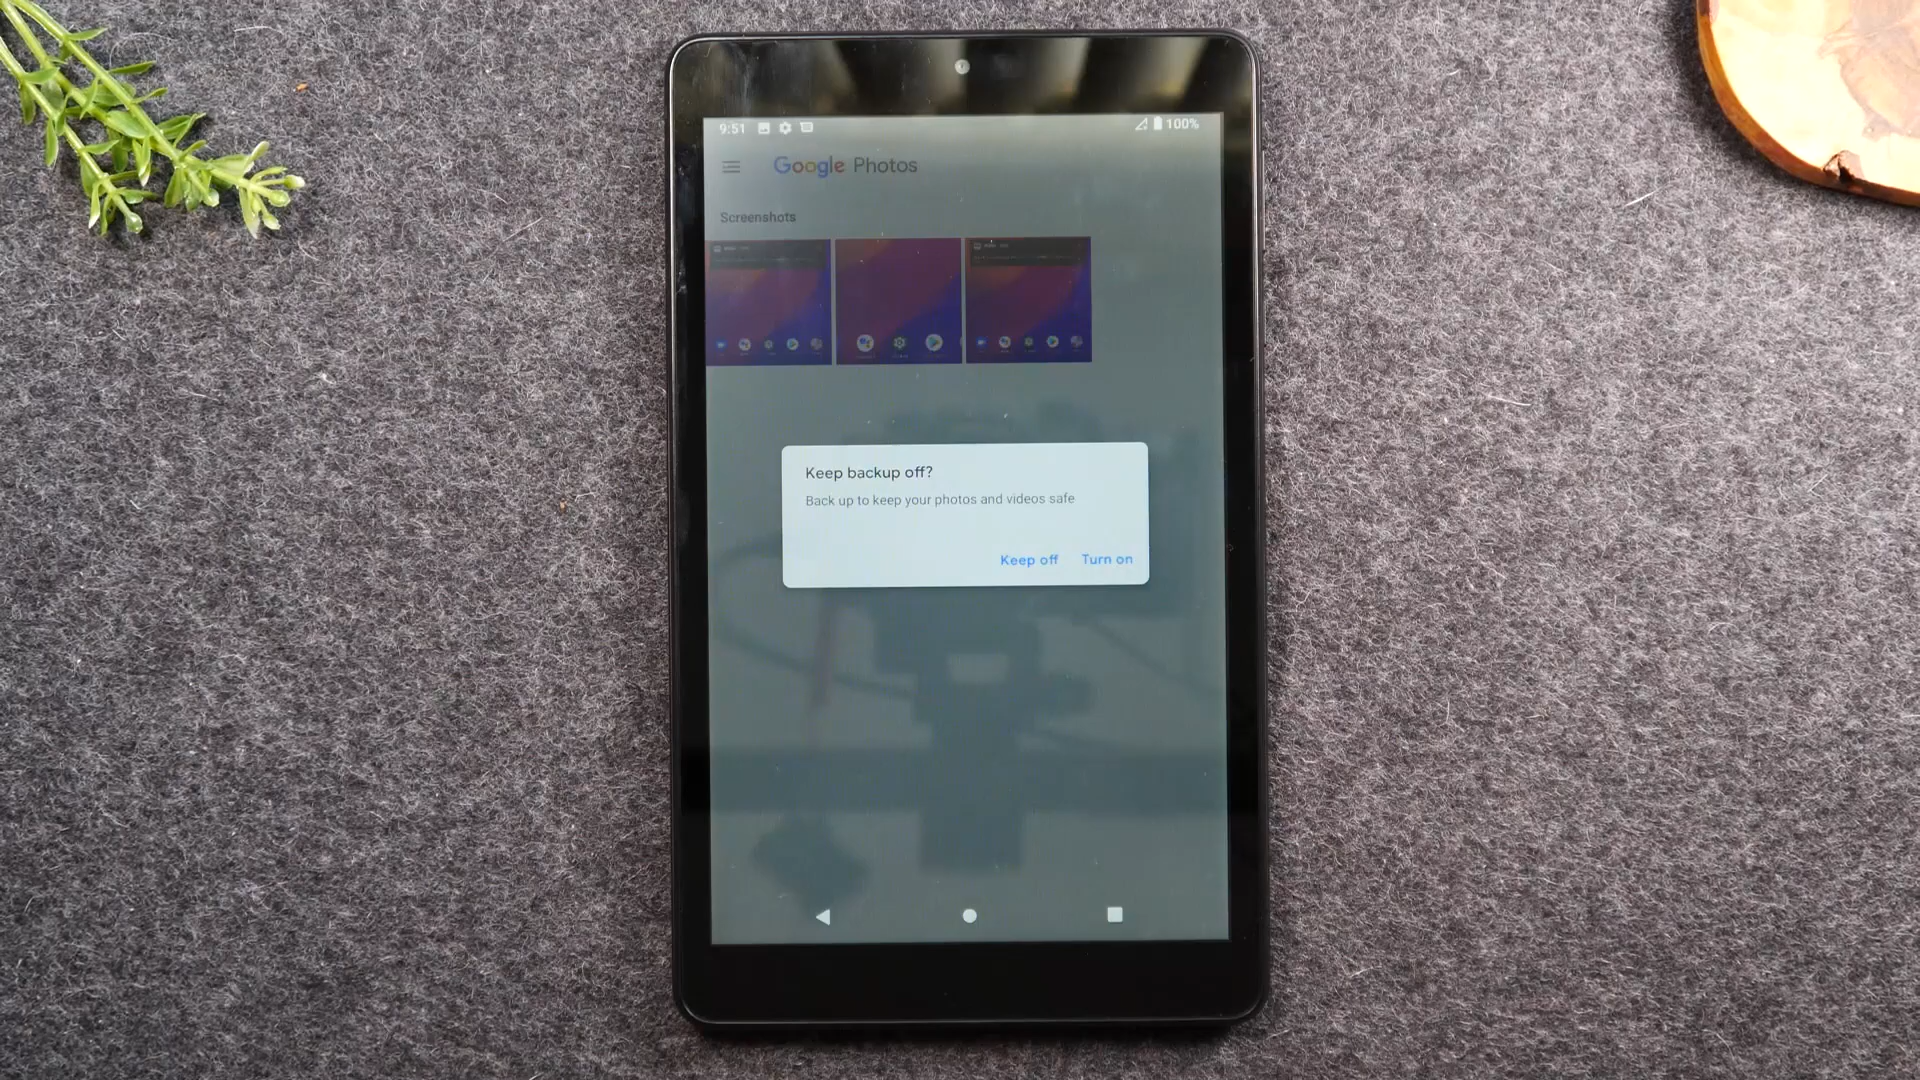 9:51 100%
Google Photos
Screenshots
Keep backup off?
Back up to keep your photos and videos safe
Keep off Turn on